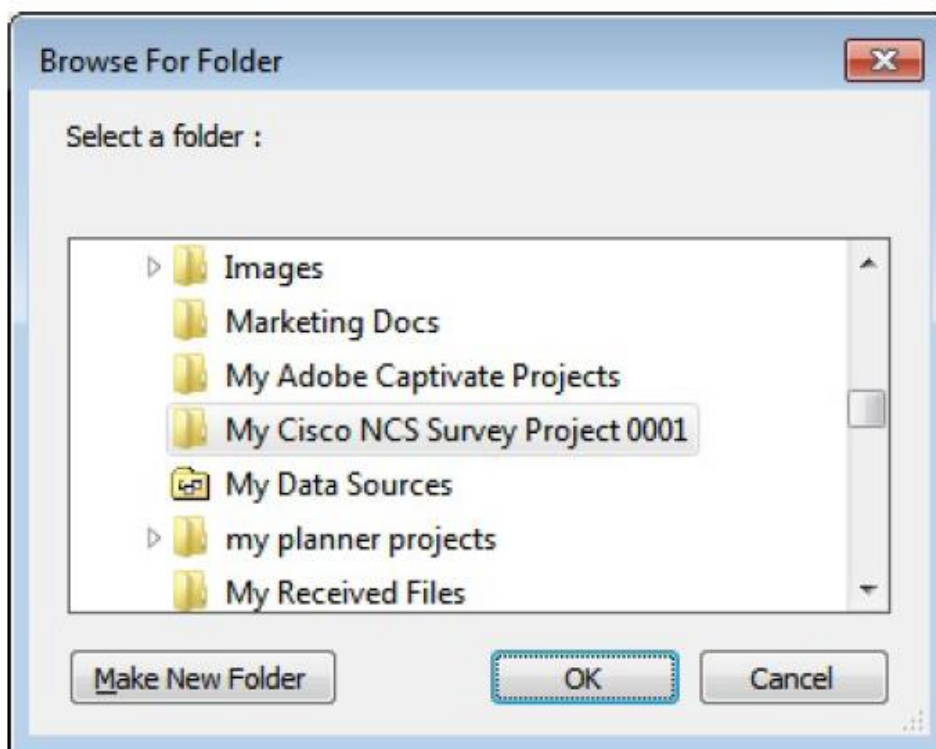 Browse For Folder
Select a folder :
Images
Marketing Docs
My Adobe Captivate Projects
My Cisco NCS Survey Project 0001
My Data Sources
my planner projects
My Received Files
Make New Folder OK Cancel